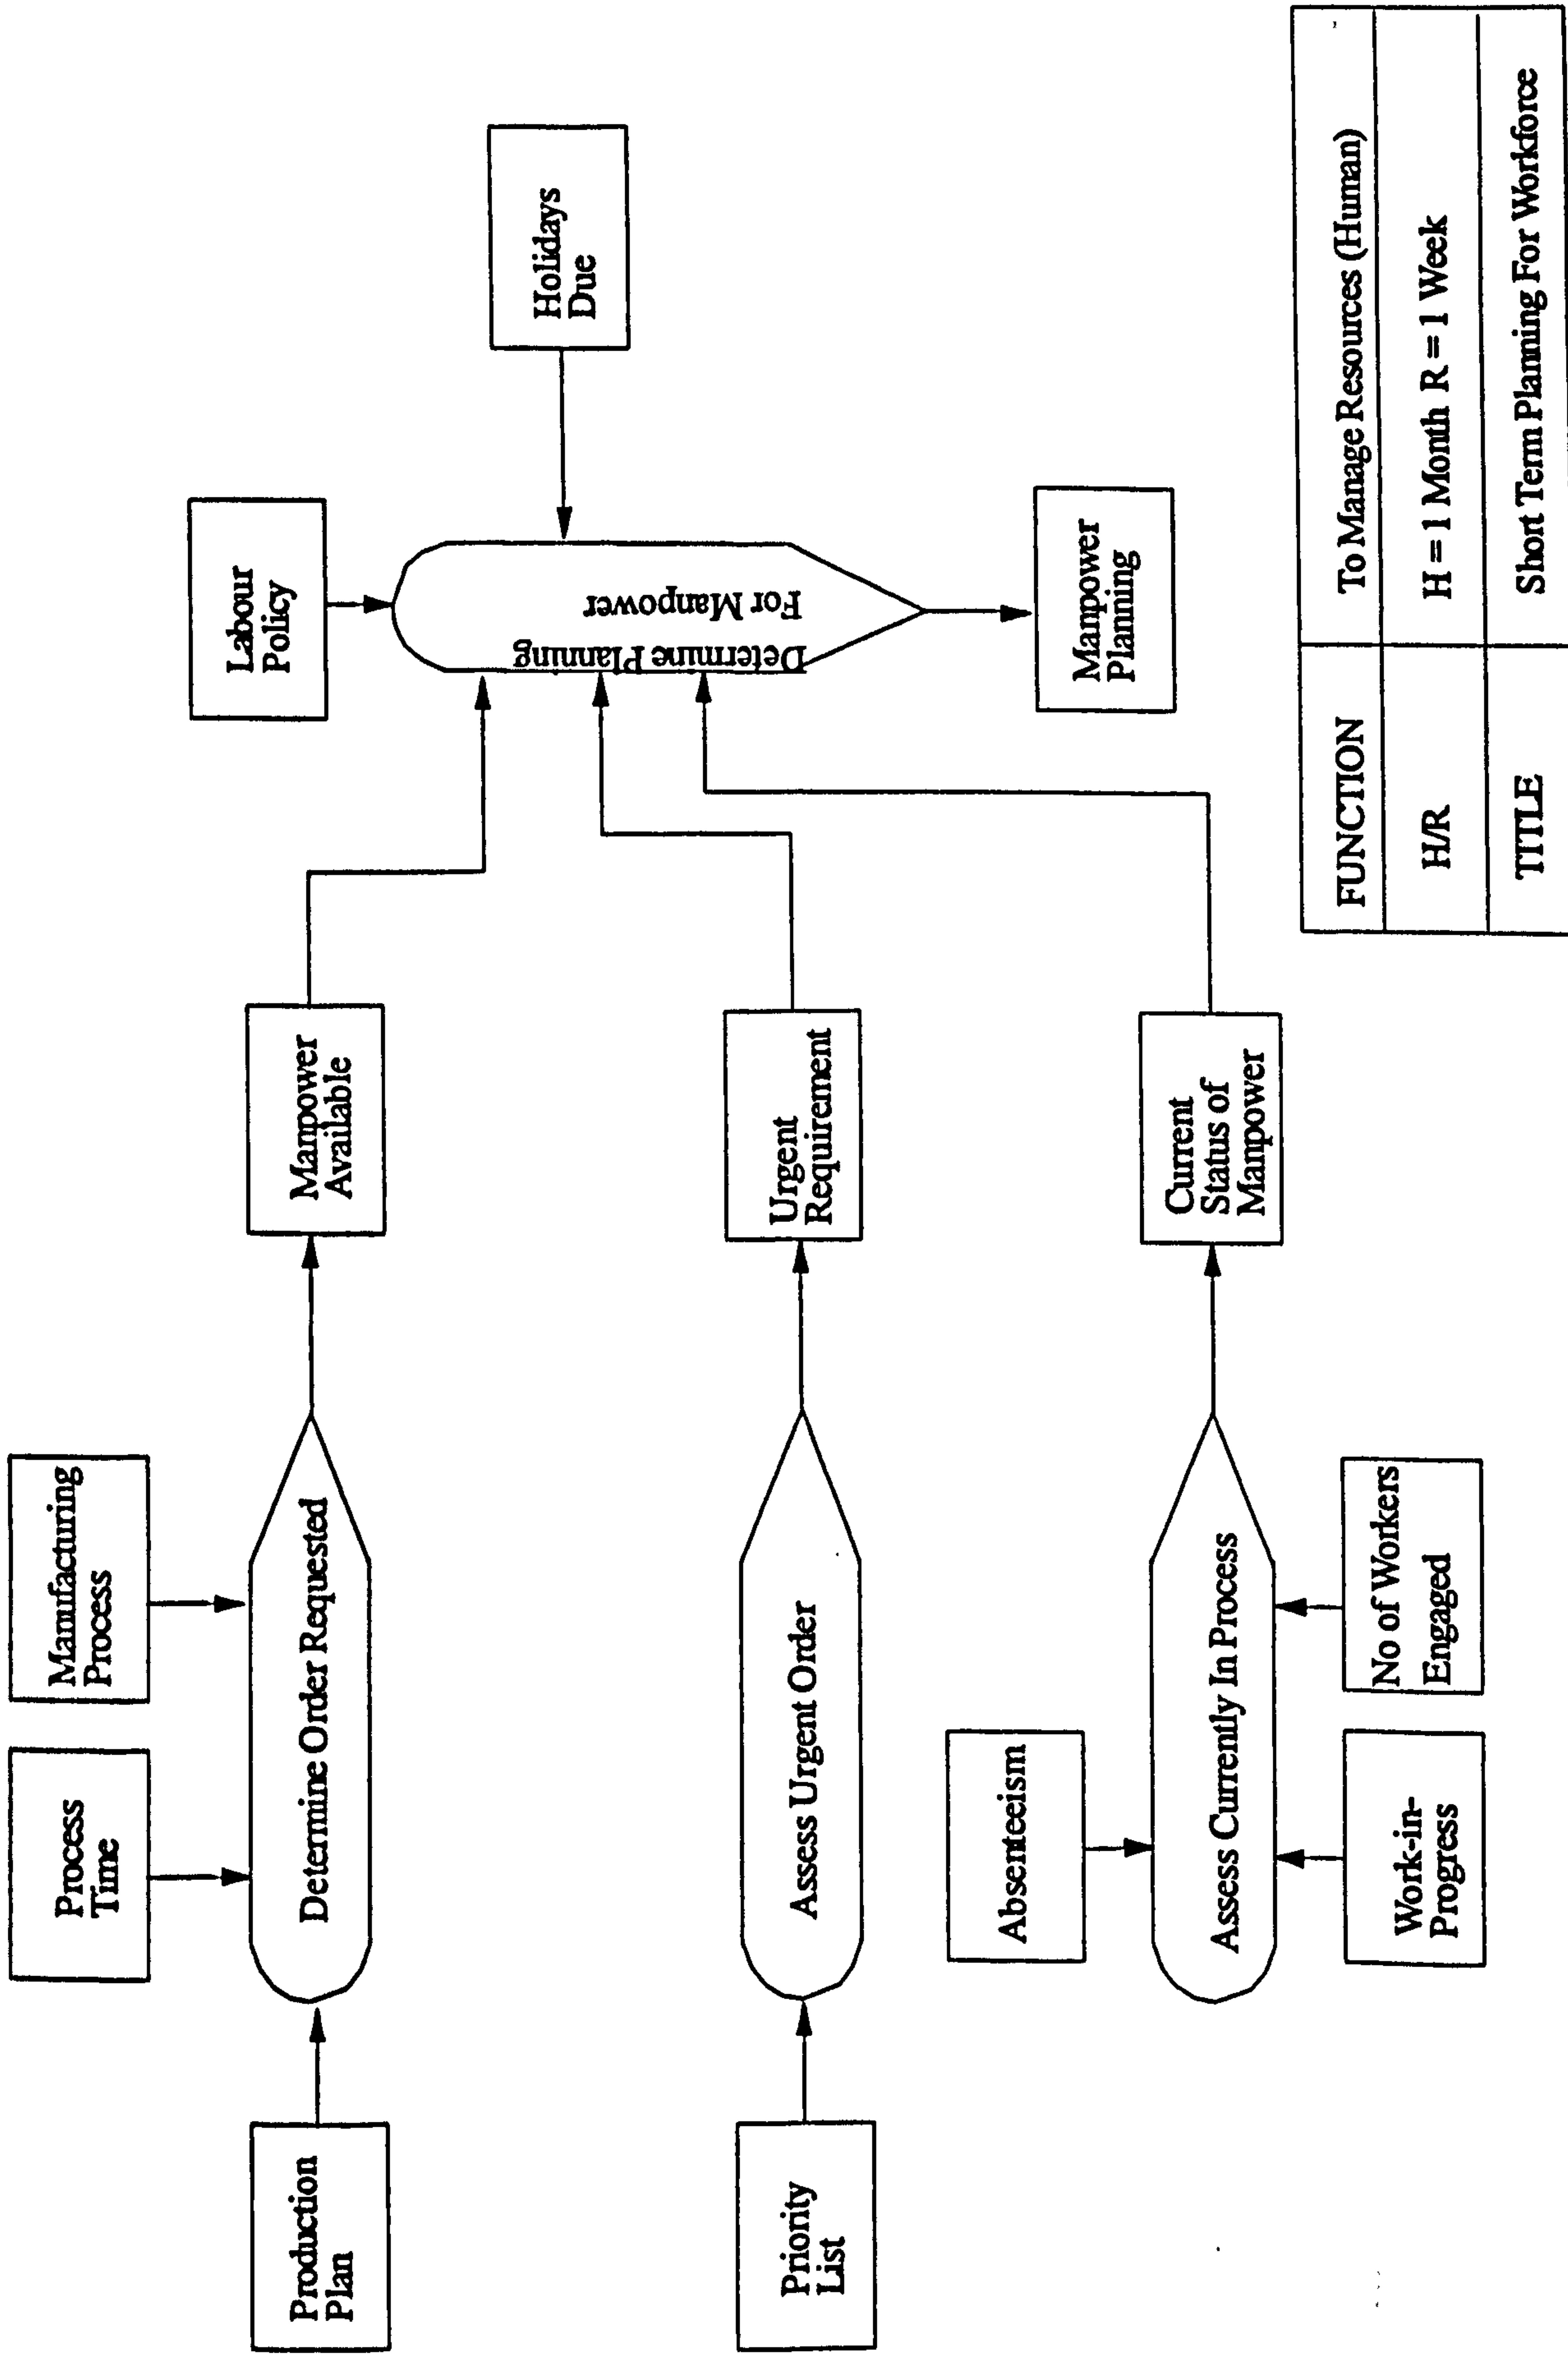 Process
Time
Manufacturing
Process
Production
Plan
Determine Order Requested
Manpower
Available
Labour
Policy
Determine Planning
For Manpower
Holidays
Due
Priority
List
Assess Urgent Order
Urgent
Requirement
Manpower
Planning
Absenteeism
Assess Currently In Process
Current
Status of
Manpower
Work-in-
Progress
No of Workers
Engaged
FUNCTION To Manage Resources (Human)
H/R H = 1 Month R = 1 Week
TITLE Short Term Planning For Workforce